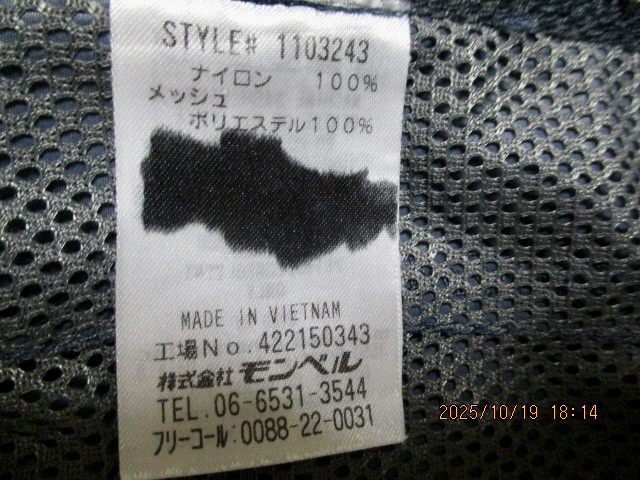 STYLE# 1103243
ナイロン 100%
メッシュ
ポリエステル100%
MADE IN VIETNAM
工場No.422150343
株式会社 モンベル
TEL.06-6531-3544
フリーコール:0088-22-0031
2025/10/19 18:14